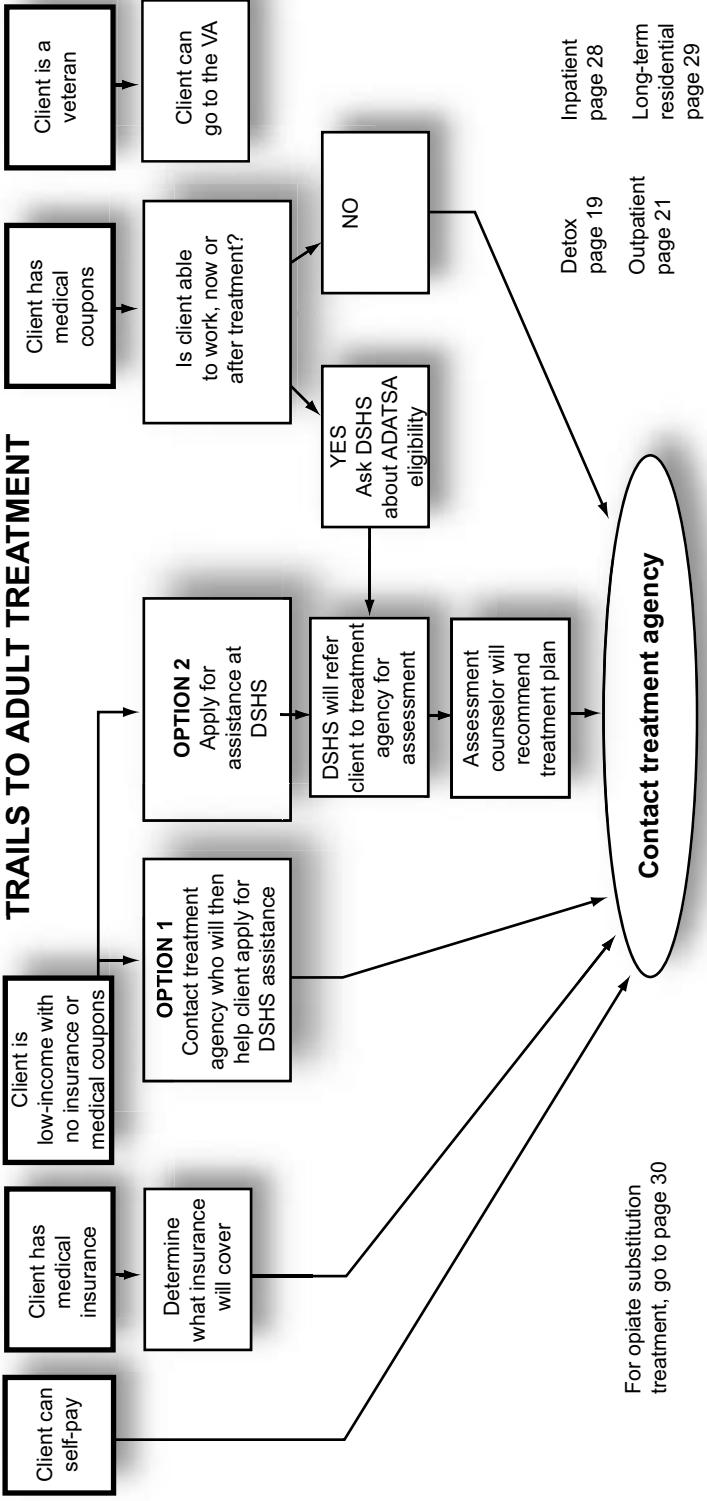 TRAILS TO ADULT TREATMENT
Client can
self-pay
Client has
medical
insurance
Determine
what insurance
will cover
Client is
low-income with
no insurance or
medical coupons
OPTION 1
Contact treatment
agency who will then
help client apply for
DSHS assistance
OPTION 2
Apply for
assistance at
DSHS
DSHS will refer
client to treatment
agency for
assessment
Assessment
counselor will
recommend
treatment plan
Client has
medical
coupons
Is client able
to work, now or
after treatment?
YES
Ask DSHS
about ADATSA
eligibility
NO
Client is a
veteran
Client can
go to the VA
Contact treatment agency
For opiate substitution
treatment, go to page 30
Detox
page 19
Outpatient
page 21
Inpatient
page 28
Long-term
residential
page 29